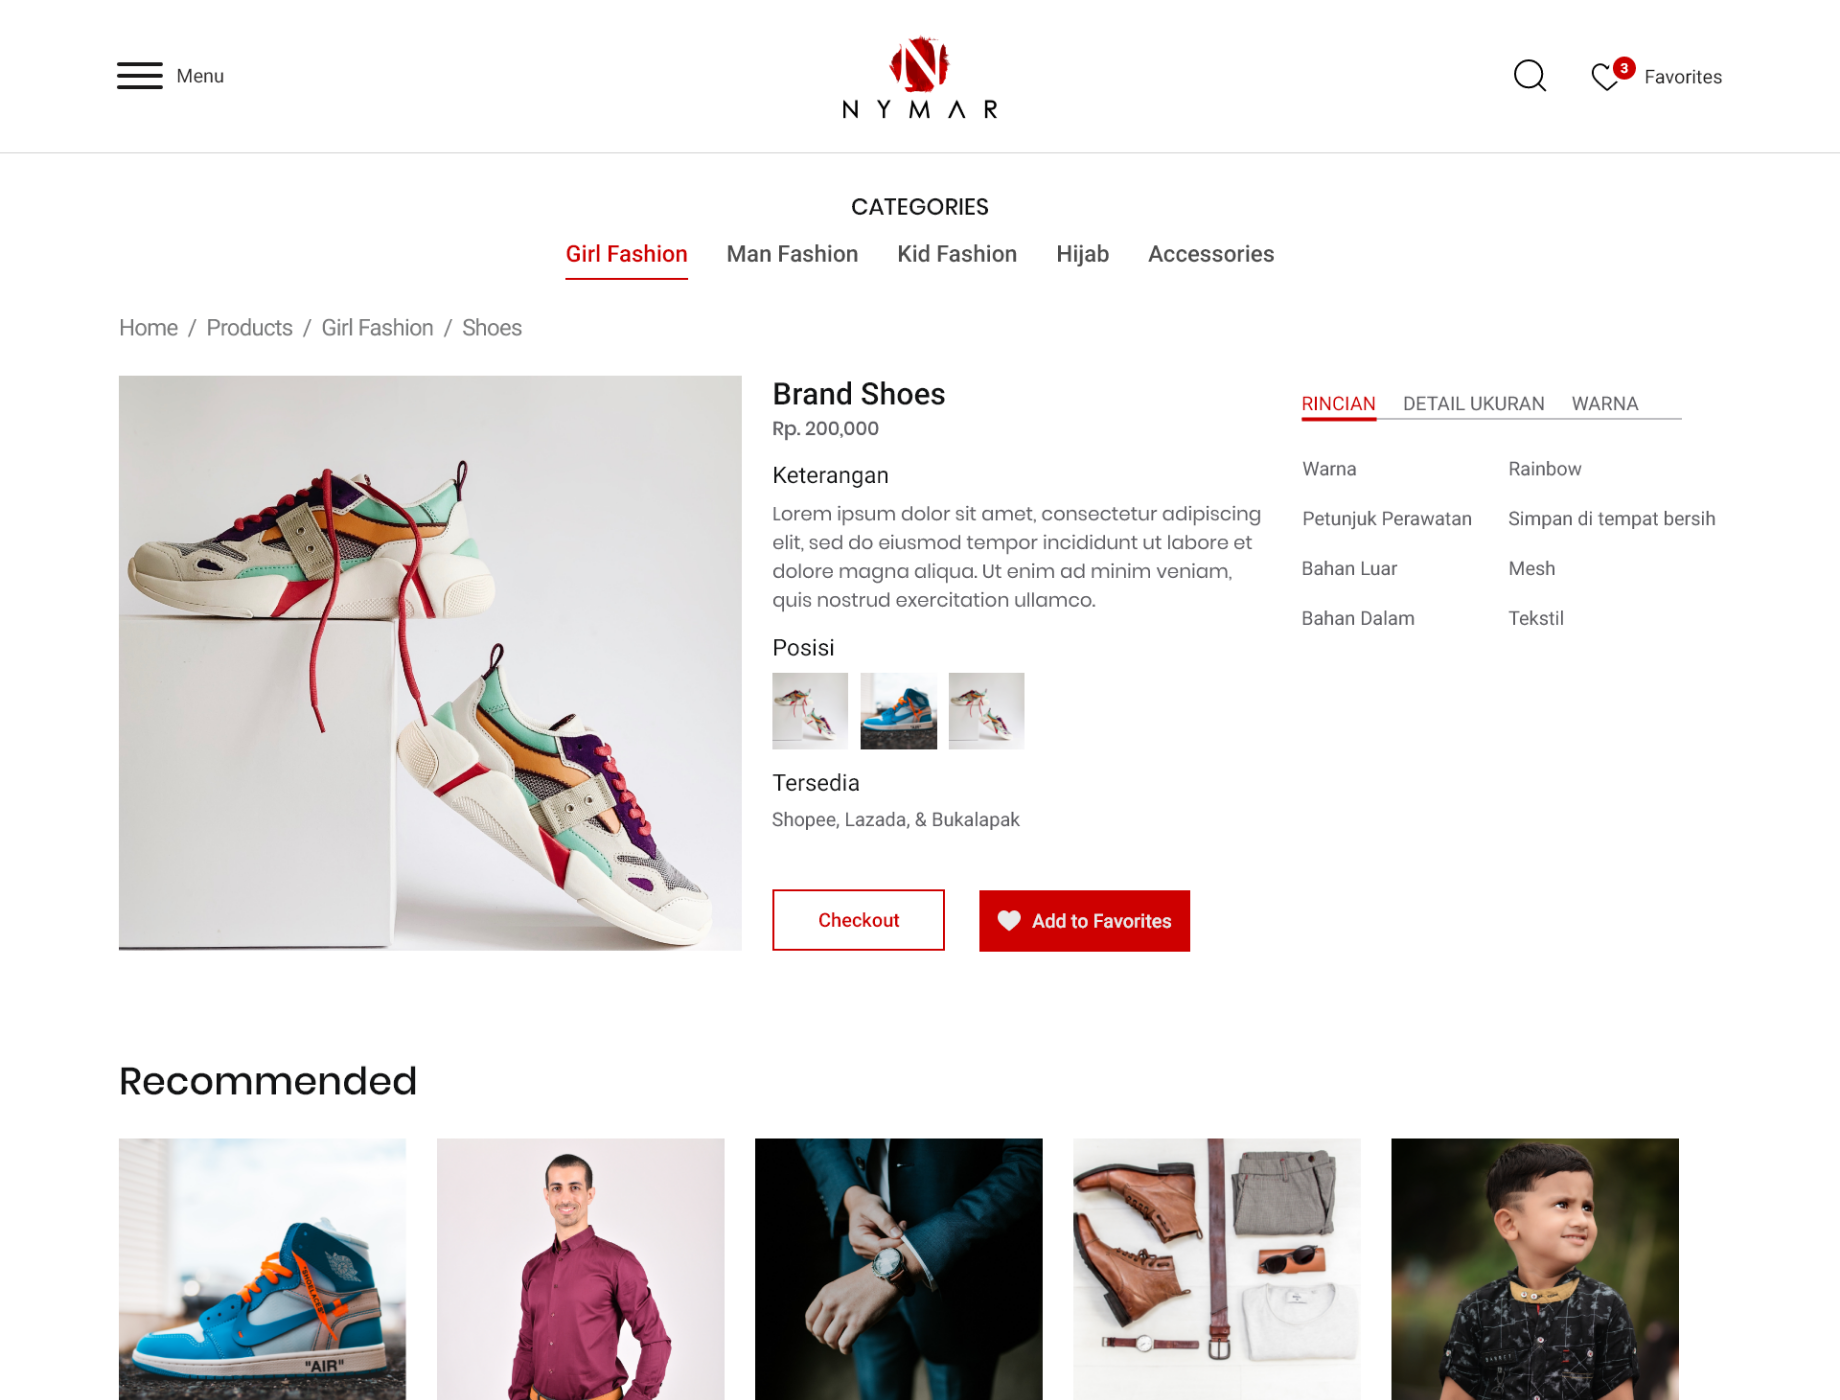 Menu
N
NYMAR
3
Favorites
CATEGORIES
Girl Fashion
Man Fashion
Kid Fashion
Hijab
Accessories
Home / Products / Girl Fashion / Shoes
Brand Shoes
Rp. 200,000
Keterangan
Lorem ipsum dolor sit amet, consectetur adipiscing
elit, sed do eiusmod tempor incididunt ut labore et
dolore magna aliqua. Ut enim ad minim veniam,
quis nostrud exercitation ullamco.
Posisi
Tersedia
Shopee, Lazada, & Bukalapak
Checkout
Add to Favorites
RINCIAN
DETAIL UKURAN
WARNA
Warna
Rainbow
Petunjuk Perawatan
Simpan di tempat bersih
Bahan Luar
Mesh
Bahan Dalam
Tekstil
Recommended
"SHOELACES"
"AIR"